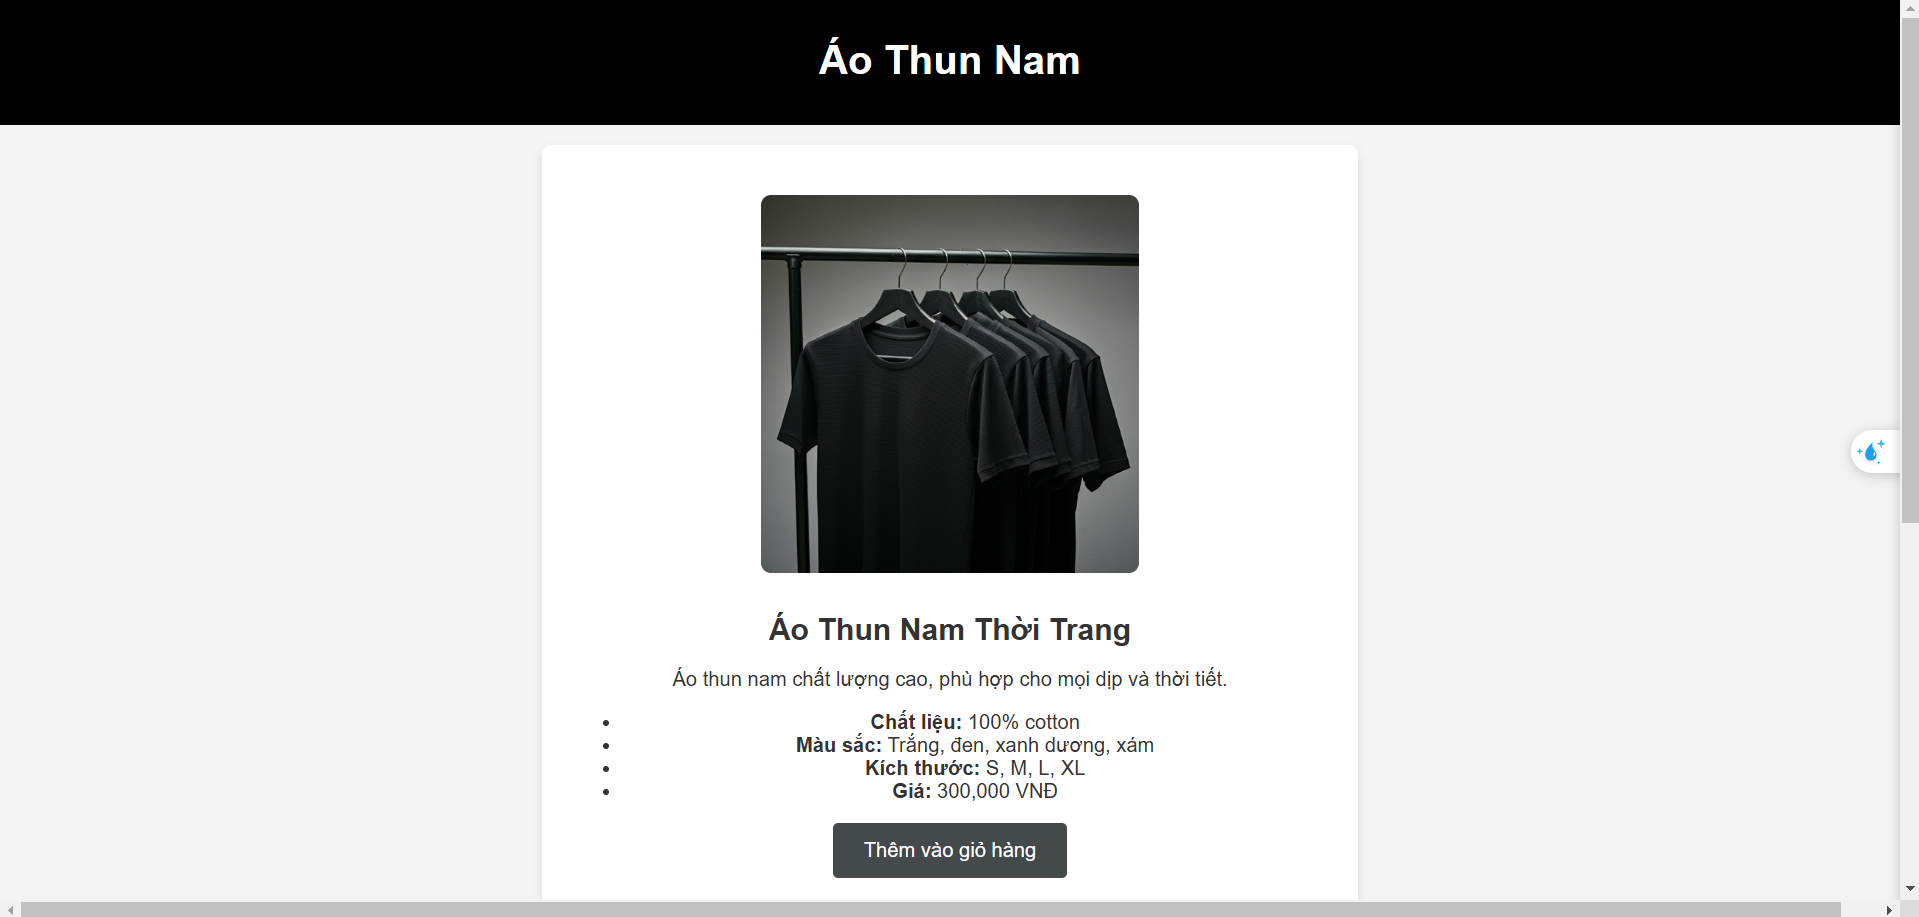 Áo Thun Nam
Áo Thun Nam Thời Trang
Áo thun nam chất lượng cao, phù hợp cho mọi dịp và thời tiết.
• Chất liệu: 100% cotton
• Màu sắc: Trắng, đen, xanh dương, xám
• Kích thước: S, M, L, XL
• Giá: 300,000 VNĐ
Thêm vào giỏ hàng